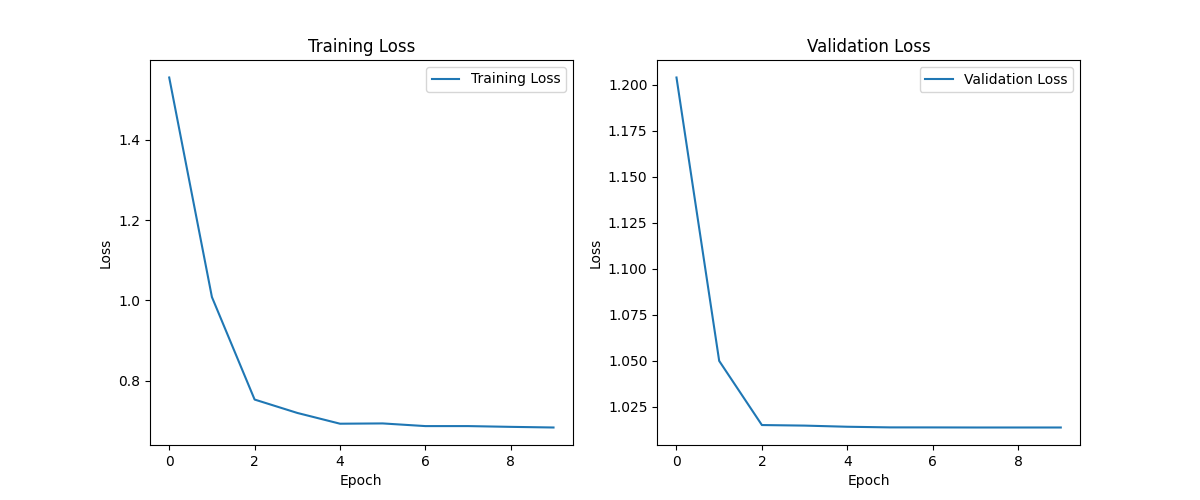 Training Loss
Training Loss
1.4
1.2
1.0
0.8
Loss
0 2 4 6 8
Epoch
Validation Loss
Validation Loss
1.200
1.175
1.150
1.125
1.100
1.075
1.050
1.025
Loss
0 2 4 6 8
Epoch